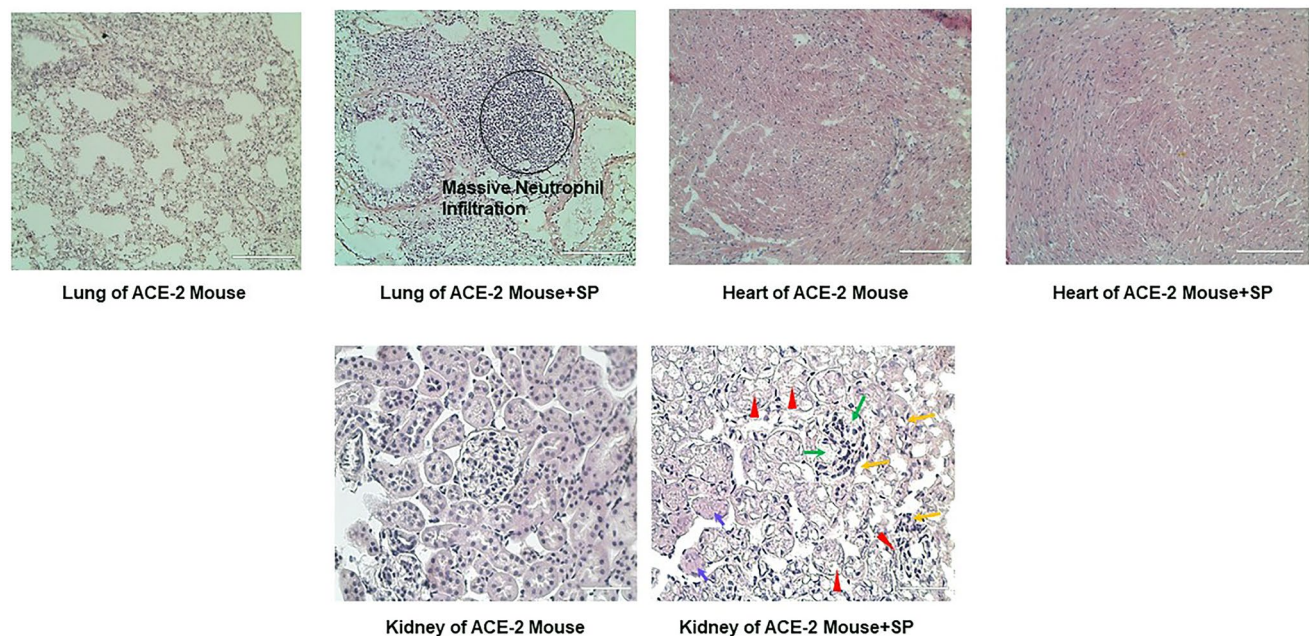 Massive Neutrophil
Infiltration
Lung of ACE-2 Mouse
Lung of ACE-2 Mouse+SP
Heart of ACE-2 Mouse
Heart of ACE-2 Mouse+SP
Kidney of ACE-2 Mouse
Kidney of ACE-2 Mouse+SP